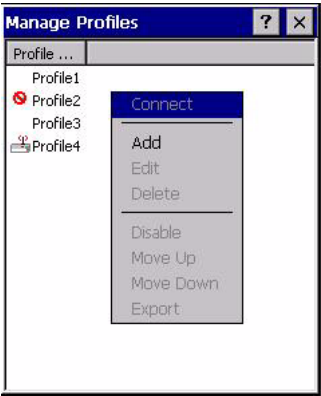 Manage Profiles ? ×
Profile ...
Profile1
Profile2
Profile3
Profile4
Connect
Add
Edit
Delete
Disable
Move Up
Move Down
Export